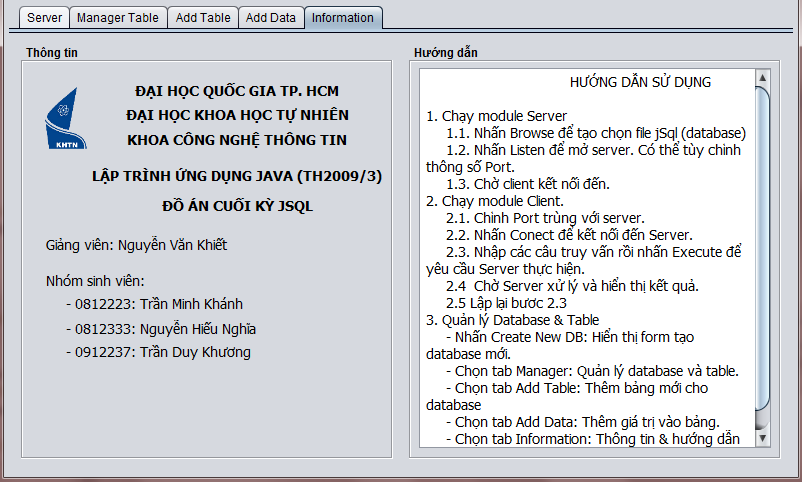 Server Manager Table Add Table Add Data Information
Thông tin
KHTN
ĐẠI HỌC QUỐC GIA TP. HCM
ĐẠI HỌC KHOA HỌC TỰ NHIÊN
KHOA CÔNG NGHỆ THÔNG TIN
LẬP TRÌNH ỨNG DỤNG JAVA (TH2009/3)
ĐỒ ÁN CUỐI KỲ JSQL
Giảng viên: Nguyễn Văn Khiết
Nhóm sinh viên:
- 0812223: Trần Minh Khánh
- 0812333: Nguyễn Hiếu Nghĩa
- 0912237: Trần Duy Khương
Hướng dẫn
HƯỚNG DẪN SỬ DỤNG
1. Chạy module Server
1.1. Nhấn Browse để tạo chọn file jSql (database)
1.2. Nhấn Listen để mở server. Có thể tùy chỉnh
thông số Port.
1.3. Chờ client kết nối đến.
2. Chạy module Client.
2.1. Chỉnh Port trùng với server.
2.2. Nhấn Conect để kết nối đến Server.
2.3. Nhập các câu truy vấn rồi nhấn Execute để
yêu cầu Server thực hiện.
2.4 Chờ Server xử lý và hiển thị kết quả.
2.5 Lập lại bươc 2.3
3. Quản lý Database & Table
- Nhấn Create New DB: Hiển thị form tạo
database mới.
- Chọn tab Manager: Quản lý database và table.
- Chọn tab Add Table: Thêm bảng mới cho
database
- Chọn tab Add Data: Thêm giá trị vào bảng.
- Chọn tab Information: Thông tin & hướng dẫn